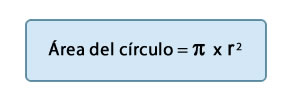 Área del círculo = π x r²